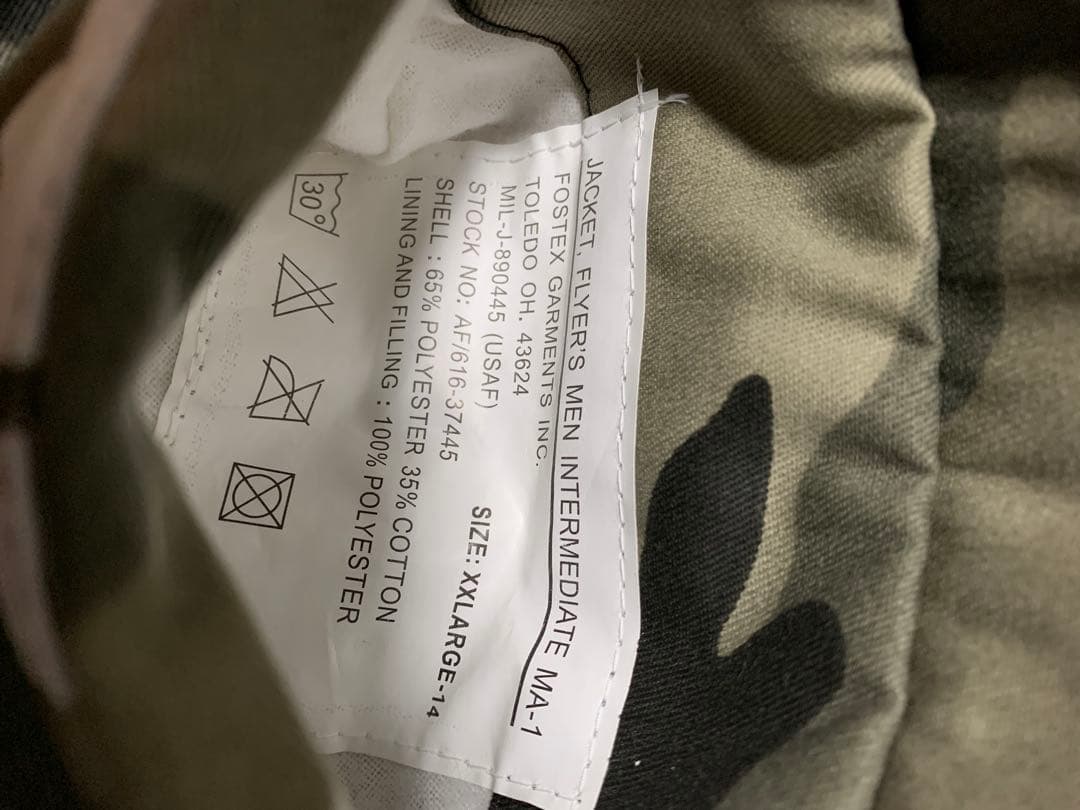 JACKET, FLYER'S MEN INTERMEDIATE MA-1
FOSTEX GARMENTS INC.
TOLEDO OH. 43624
MIL-J-890445 (USAF)
STOCK NO: AF/616-37445
SIZE: XXLARGE-14
SHELL : 65% POLYESTER 35% COTTON
LINING AND FILLING : 100% POLYESTER
30°